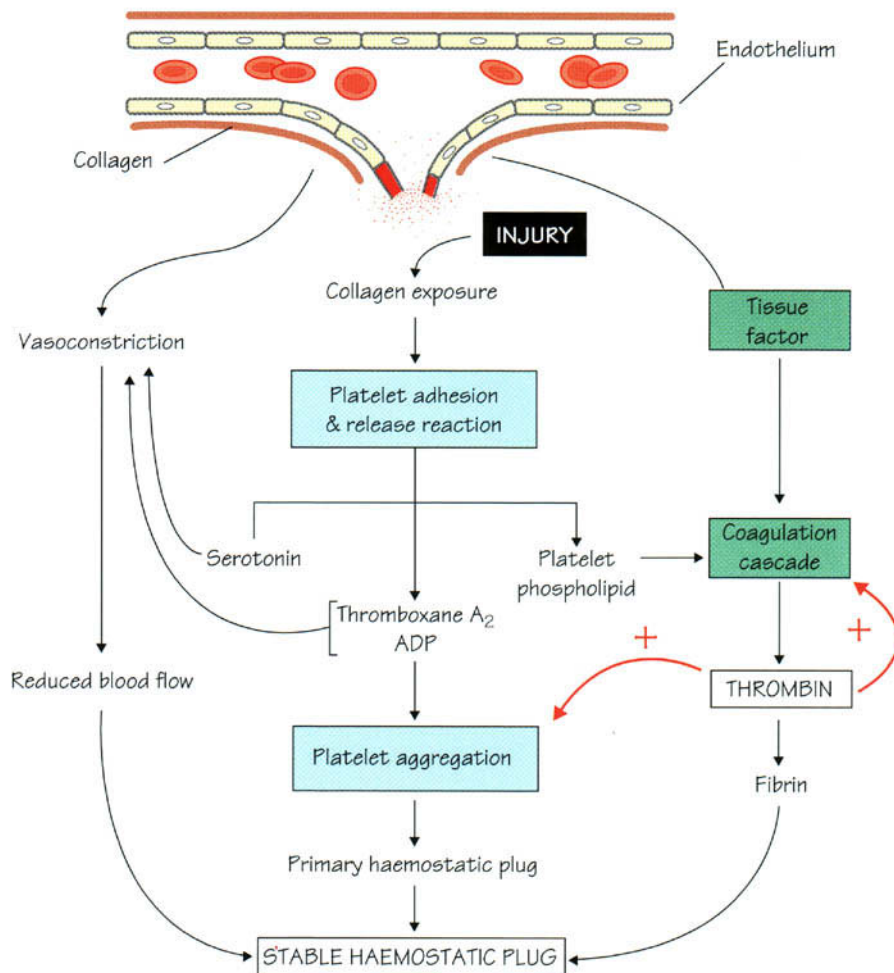 Endothelium
Collagen
INJURY
Collagen exposure
Tissue
factor
Vasoconstriction
Platelet adhesion
& release reaction
Coagulation
cascade
Serotonin
Platelet
phospholipid
Thromboxane A₂
ADP
+
+
Reduced blood flow
THROMBIN
Platelet aggregation
Fibrin
Primary haemostatic plug
STABLE HAEMOSTATIC PLUG